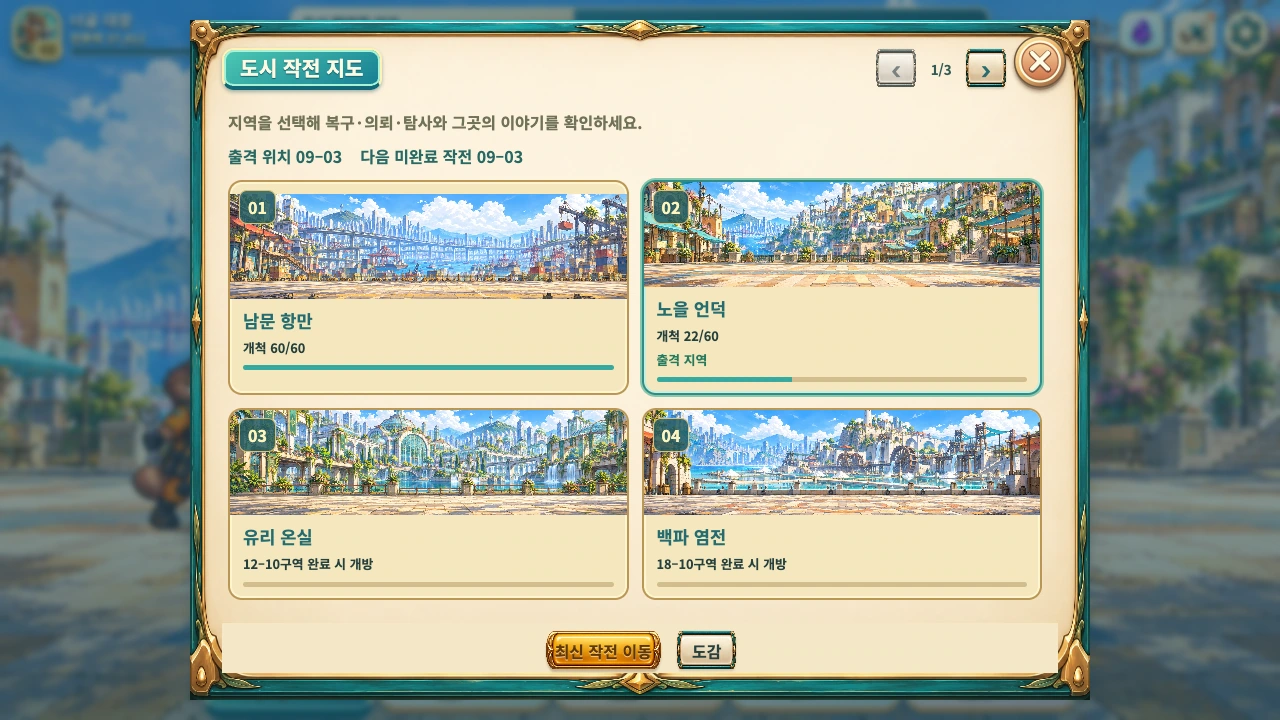 도시 작전 지도
1/3
지역을 선택해 복구·의뢰·탐사와 그곳의 이야기를 확인하세요.
출격 위치 09-03 다음 미완료 작전 09-03
01
남문 항만
개척 60/60
02
노을 언덕
개척 22/60
출격 지역
03
유리 온실
12-10구역 완료 시 개방
04
백파 염전
18-10구역 완료 시 개방
최신 작전 이동
도감